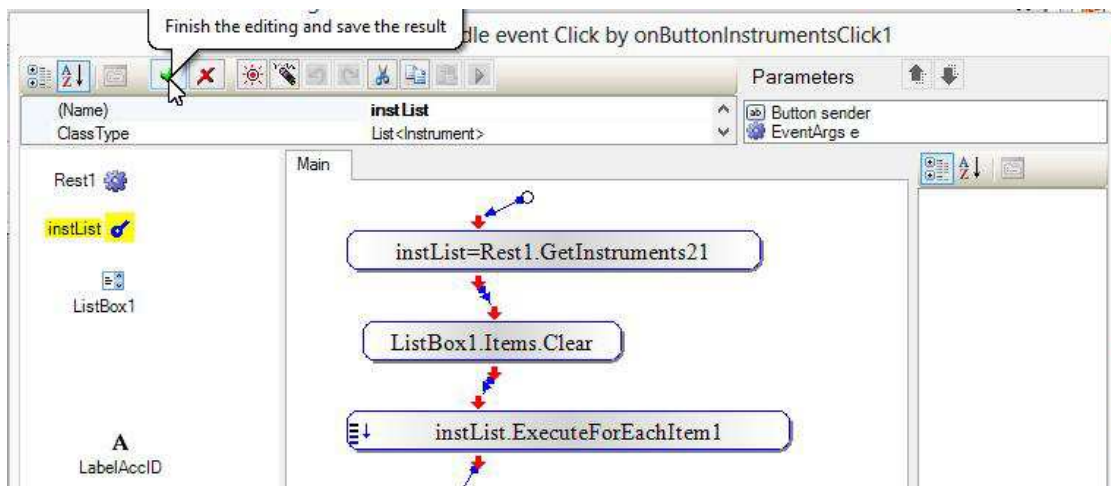 Finish the editing and save the result
dle event Click by onButtonInstrumentsClick1
Parameters
(Name) instList
ClassType List<Instrument>
Button sender
EventArgs e
Main
Rest1
instList
ListBox1
A
LabelAccID
instList=Rest1.GetInstruments21
ListBox1.Items.Clear
instList.ExecuteForEachItem1